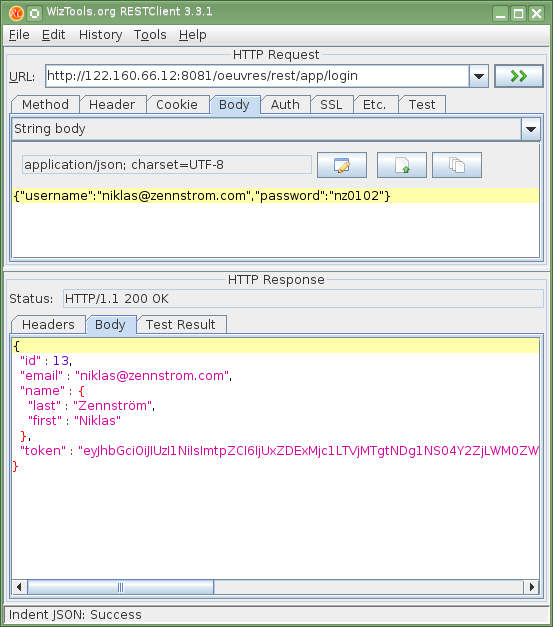 WizTools.org RESTClient 3.3.1
File Edit History Tools Help
HTTP Request
URL: http://122.160.66.12:8081/oeuvres/rest/app/login
Method Header Cookie Body Auth SSL Etc. Test
String body
application/json; charset=UTF-8
{"username":"niklas@zennstrom.com","password":"nz0102"}
HTTP Response
Status: HTTP/1.1 200 OK
Headers Body Test Result
{
"id" : 13,
"email" : "niklas@zennstrom.com",
"name" : {
"last" : "Zennström",
"first" : "Niklas"
},
"token" : "eyJhbGciOiJIUzI1NiIsImtpZCI6IjUxZDExMjc1LTVjMTgtNDg1NS04Y2ZjLWM0ZW
}
Indent JSON: Success